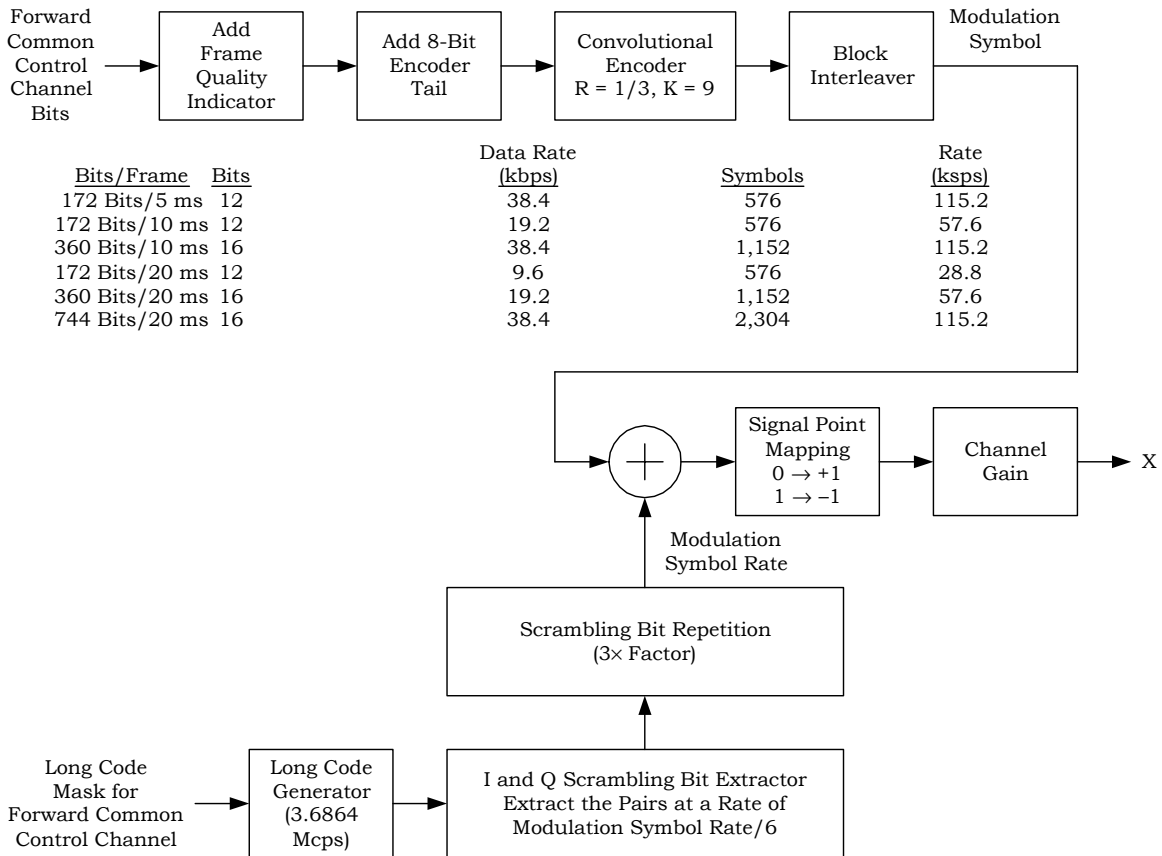 Forward
Common
Control
Channel
Bits
Add
Frame
Quality
Indicator
Add 8-Bit
Encoder
Tail
Convolutional
Encoder
R = 1/3, K = 9
Block
Interleaver
Modulation
Symbol
Bits/Frame Bits Data Rate
(kbps) Symbols Rate
(ksps)
172 Bits/5 ms 12 38.4 576 115.2
172 Bits/10 ms 12 19.2 576 57.6
360 Bits/10 ms 16 38.4 1,152 115.2
172 Bits/20 ms 12 9.6 576 28.8
360 Bits/20 ms 16 19.2 1,152 57.6
744 Bits/20 ms 16 38.4 2,304 115.2
+
Signal Point
Mapping
0 → +1
1 → –1
Channel
Gain
X
Modulation
Symbol Rate
Scrambling Bit Repetition
(3× Factor)
Long Code
Mask for
Forward Common
Control Channel
Long Code
Generator
(3.6864
Mcps)
I and Q Scrambling Bit Extractor
Extract the Pairs at a Rate of
Modulation Symbol Rate/6